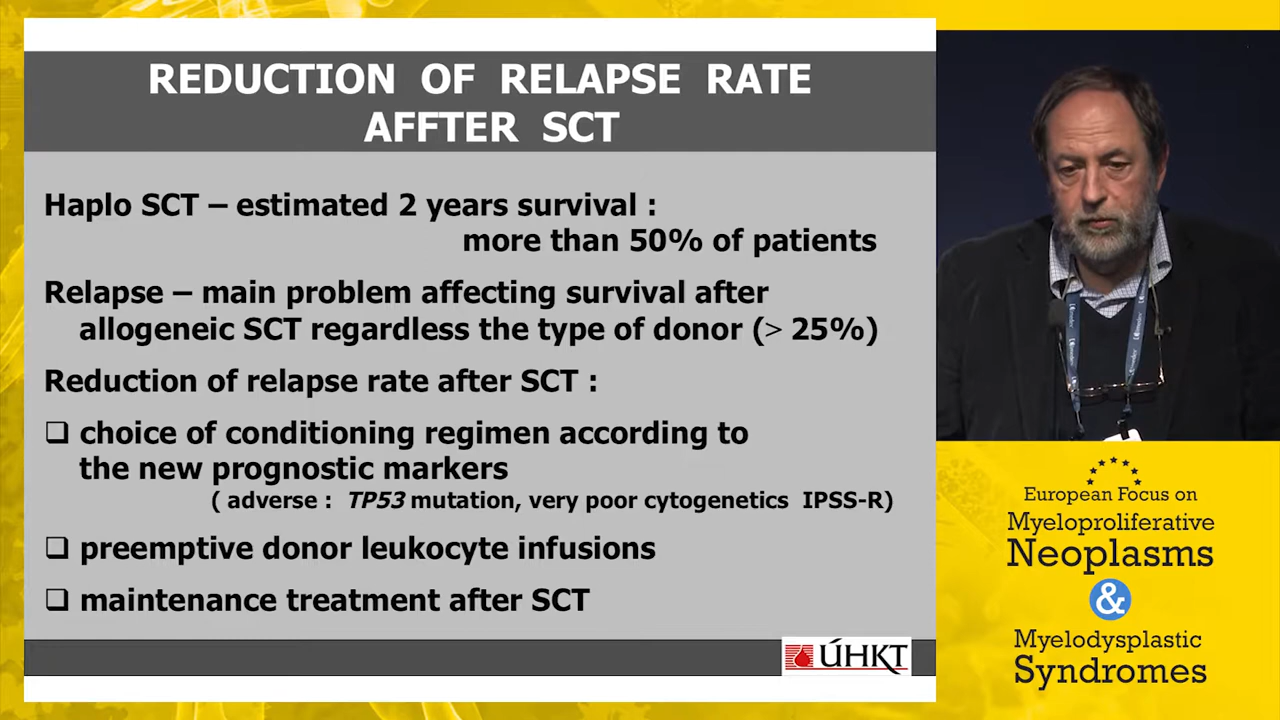 REDUCTION OF RELAPSE RATE
AFFTER SCT
Haplo SCT – estimated 2 years survival :
more than 50% of patients
Relapse – main problem affecting survival after
allogeneic SCT regardless the type of donor (> 25%)
Reduction of relapse rate after SCT :
❑ choice of conditioning regimen according to
the new prognostic markers
( adverse : TP53 mutation, very poor cytogenetics IPSS-R)
❑ preemptive donor leukocyte infusions
❑ maintenance treatment after SCT
ÚHKT
European Focus on
Myeloproliferative
Neoplasms
&
Myelodysplastic
Syndromes